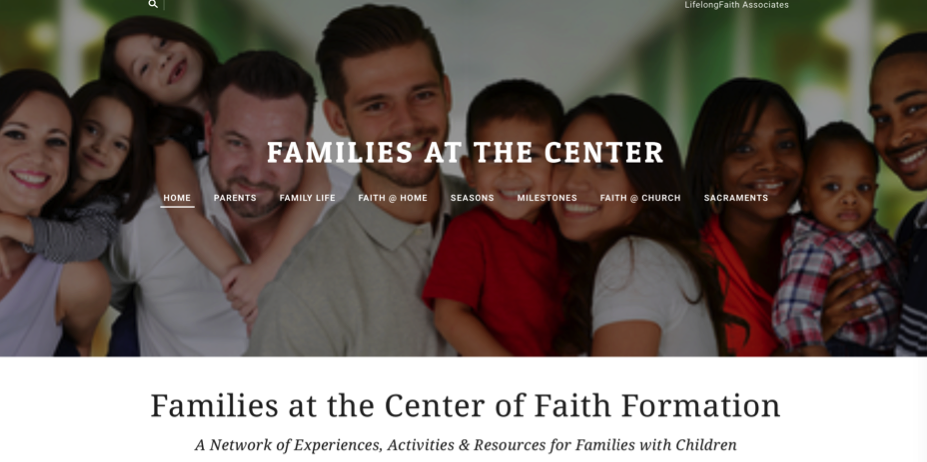 LifelongFaith Associates
FAMILIES AT THE CENTER
HOME PARENTS FAMILY LIFE FAITH @ HOME SEASONS MILESTONES FAITH @ CHURCH SACRAMENTS
Families at the Center of Faith Formation
A Network of Experiences, Activities & Resources for Families with Children